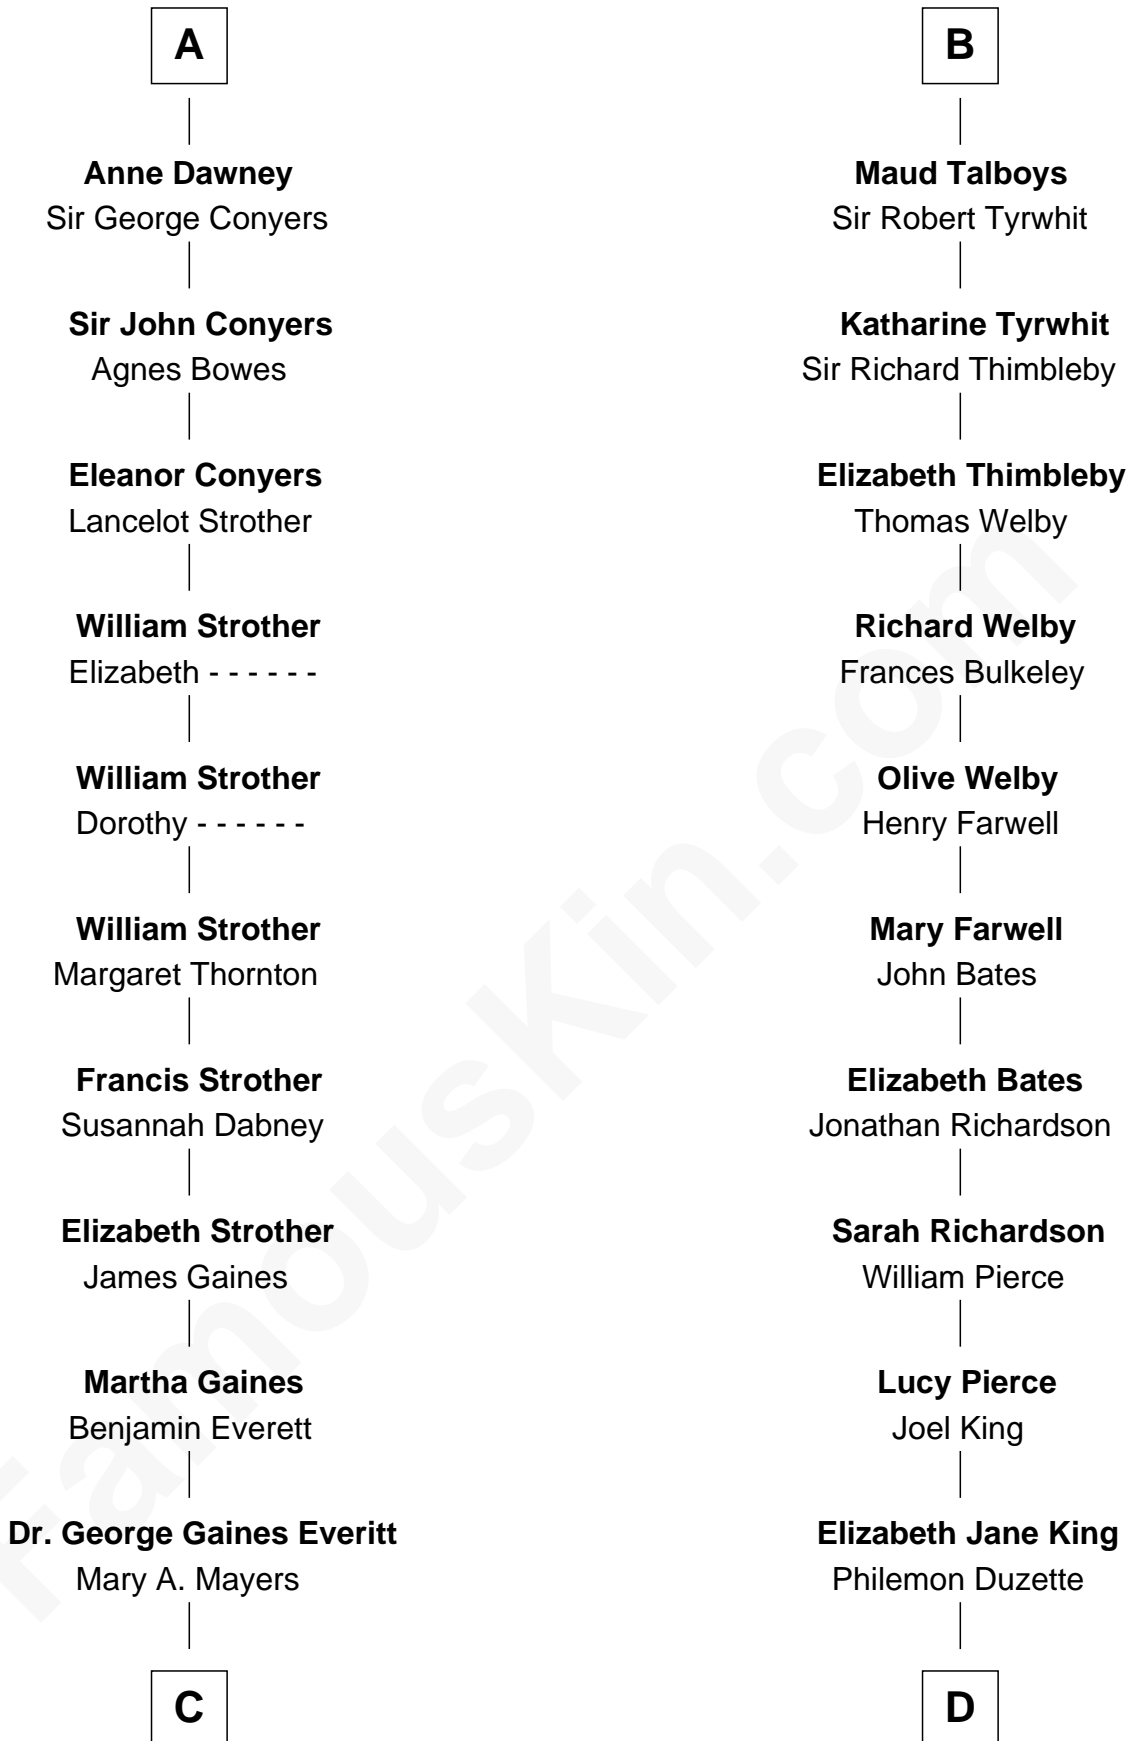 A
Anne Dawney
Sir George Conyers
Sir John Conyers
Agnes Bowes
Eleanor Conyers
Lancelot Strother
William Strother
Elizabeth - - - - - -
William Strother
Dorothy - - - - - -
William Strother
Margaret Thornton
Francis Strother
Susannah Dabney
Elizabeth Strother
James Gaines
Martha Gaines
Benjamin Everett
Dr. George Gaines Everitt
Mary A. Mayers
C
B
Maud Talboys
Sir Robert Tyrwhit
Katharine Tyrwhit
Sir Richard Thimbleby
Elizabeth Thimbleby
Thomas Welby
Richard Welby
Frances Bulkeley
Olive Welby
Henry Farwell
Mary Farwell
John Bates
Elizabeth Bates
Jonathan Richardson
Sarah Richardson
William Pierce
Lucy Pierce
Joel King
Elizabeth Jane King
Philemon Duzette
D
FamousKin.com